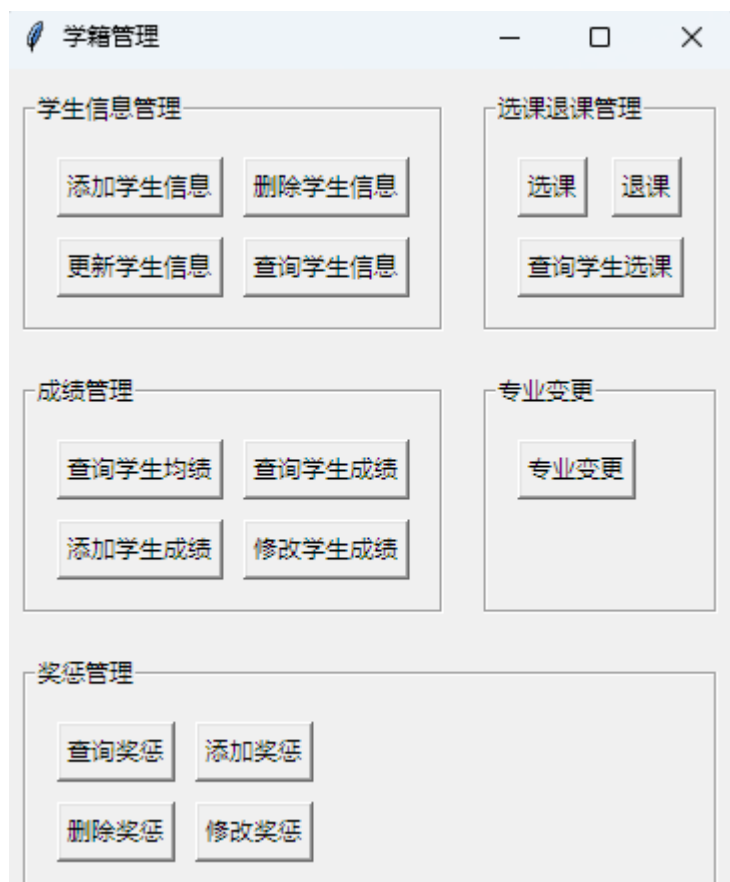 学籍管理
学生信息管理
添加学生信息 删除学生信息
更新学生信息 查询学生信息
选课退课管理
选课 退课
查询学生选课
成绩管理
查询学生均绩 查询学生成绩
添加学生成绩 修改学生成绩
专业变更
专业变更
奖惩管理
查询奖惩 添加奖惩
删除奖惩 修改奖惩